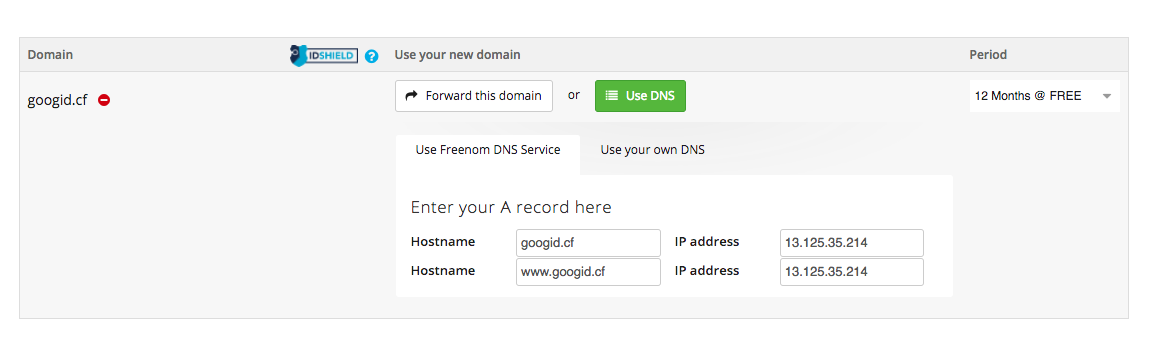 Domain IDSHIELD ? Use your new domain Period
googid.cf Forward this domain or Use DNS 12 Months @ FREE
Use Freenom DNS Service Use your own DNS
Enter your A record here
Hostname googid.cf IP address 13.125.35.214
Hostname www.googid.cf IP address 13.125.35.214